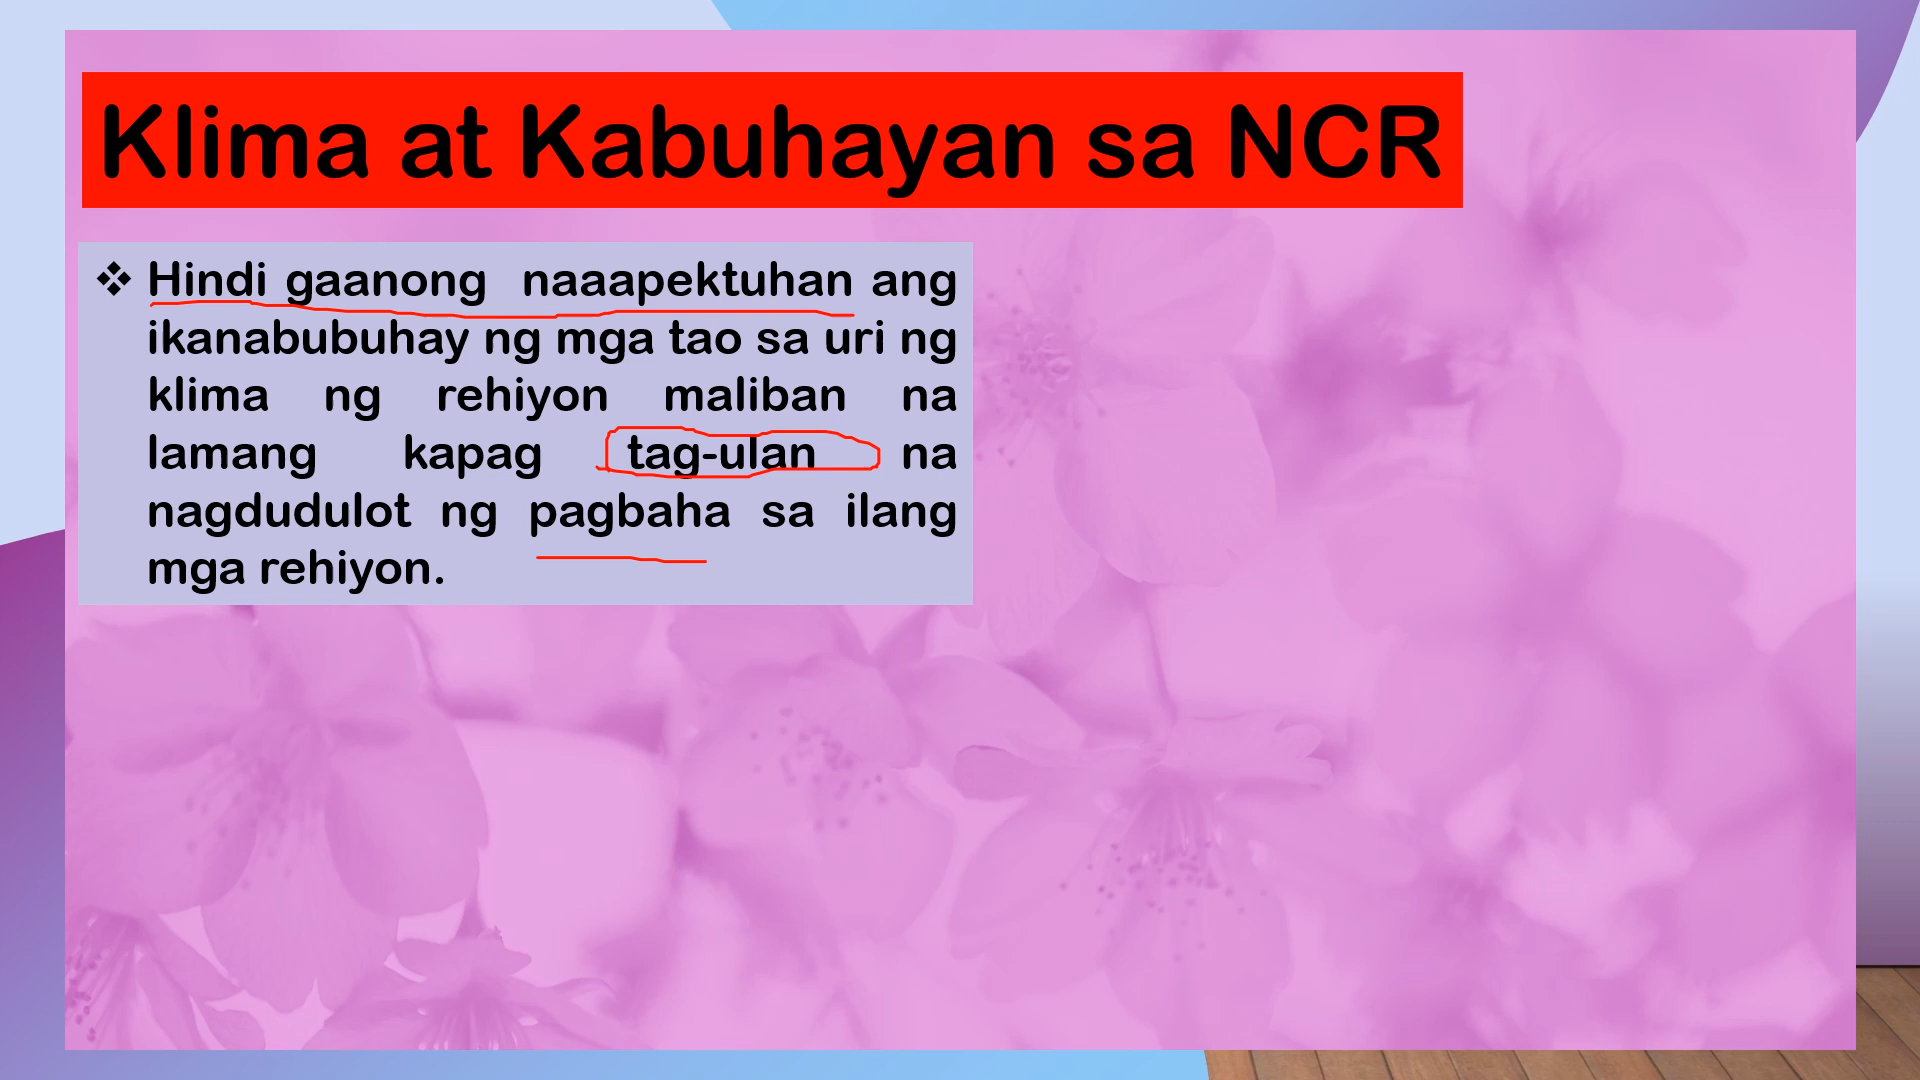 Klima at Kabuhayan sa NCR
❖ Hindi gaanong naaapektuhan ang
ikanabubuhay ng mga tao sa uri ng
klima ng rehiyon maliban na
lamang kapag tag-ulan na
nagdudulot ng pagbaha sa ilang
mga rehiyon.